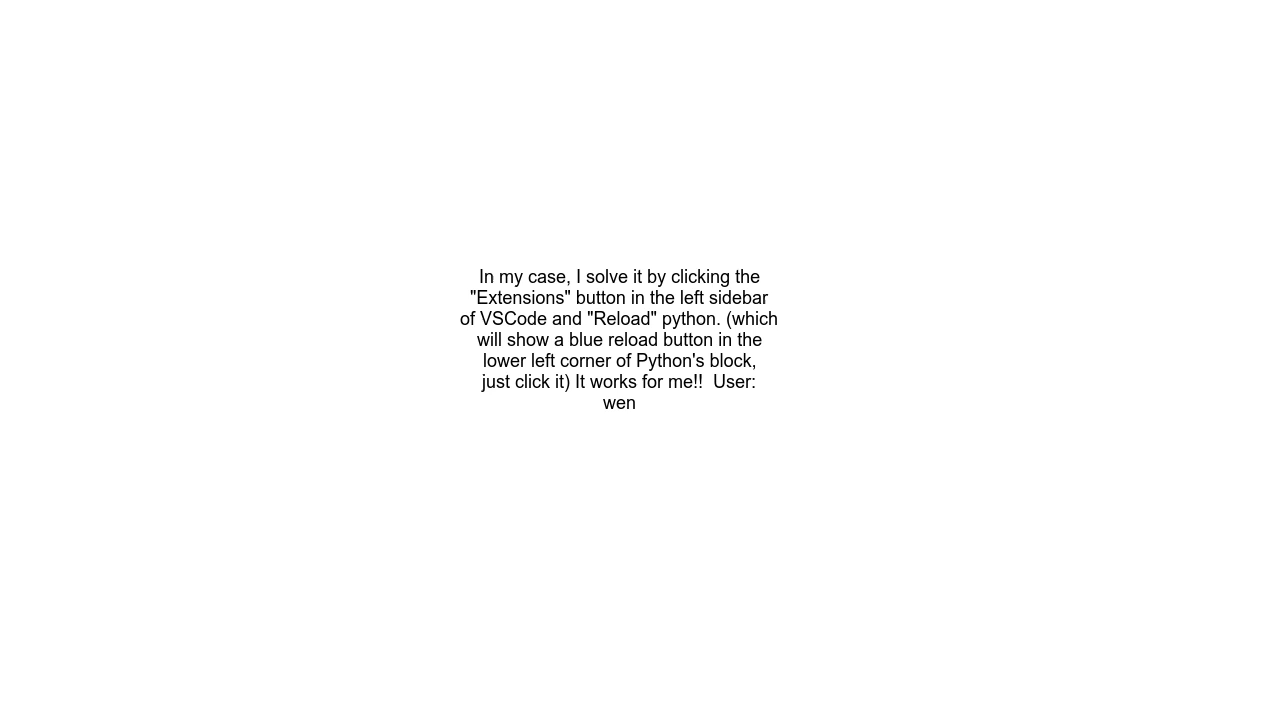 In my case, I solve it by clicking the
"Extensions" button in the left sidebar
of VSCode and "Reload" python. (which
will show a blue reload button in the
lower left corner of Python's block,
just click it) It works for me!!  User:
wen